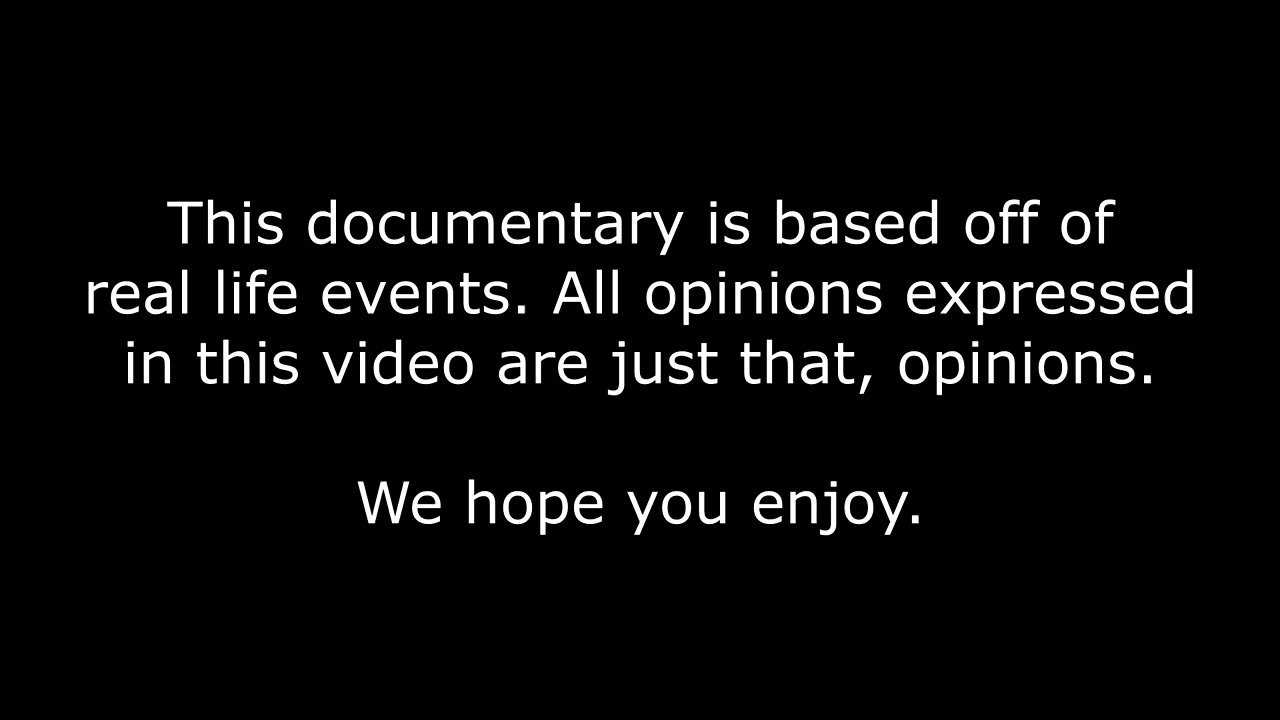 This documentary is based off of
real life events. All opinions expressed
in this video are just that, opinions.
We hope you enjoy.